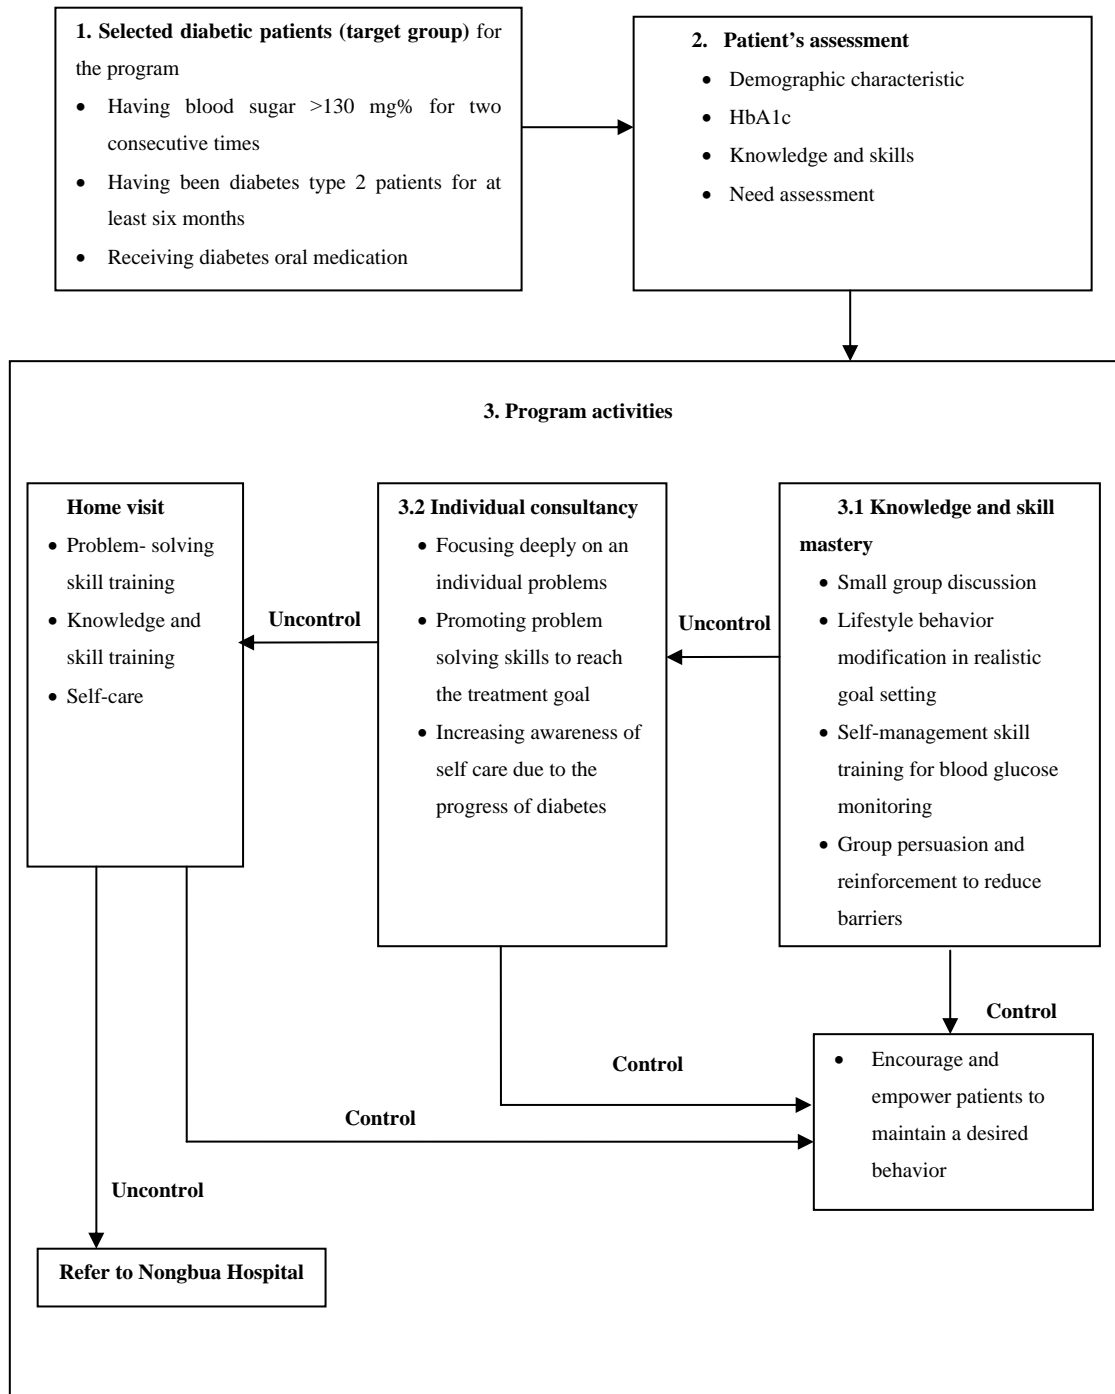 1. Selected diabetic patients (target group) for
the program
• Having blood sugar >130 mg% for two
consecutive times
• Having been diabetes type 2 patients for at
least six months
• Receiving diabetes oral medication
2. Patient's assessment
• Demographic characteristic
• HbA1c
• Knowledge and skills
• Need assessment
3. Program activities
Home visit
• Problem- solving
skill training
• Knowledge and
skill training
• Self-care
Uncontrol
3.2 Individual consultancy
• Focusing deeply on an
individual problems
• Promoting problem
solving skills to reach
the treatment goal
• Increasing awareness of
self care due to the
progress of diabetes
Uncontrol
3.1 Knowledge and skill
mastery
• Small group discussion
• Lifestyle behavior
modification in realistic
goal setting
• Self-management skill
training for blood glucose
monitoring
• Group persuasion and
reinforcement to reduce
barriers
Control
Control
Control
• Encourage and
empower patients to
maintain a desired
behavior
Uncontrol
Refer to Nongbua Hospital